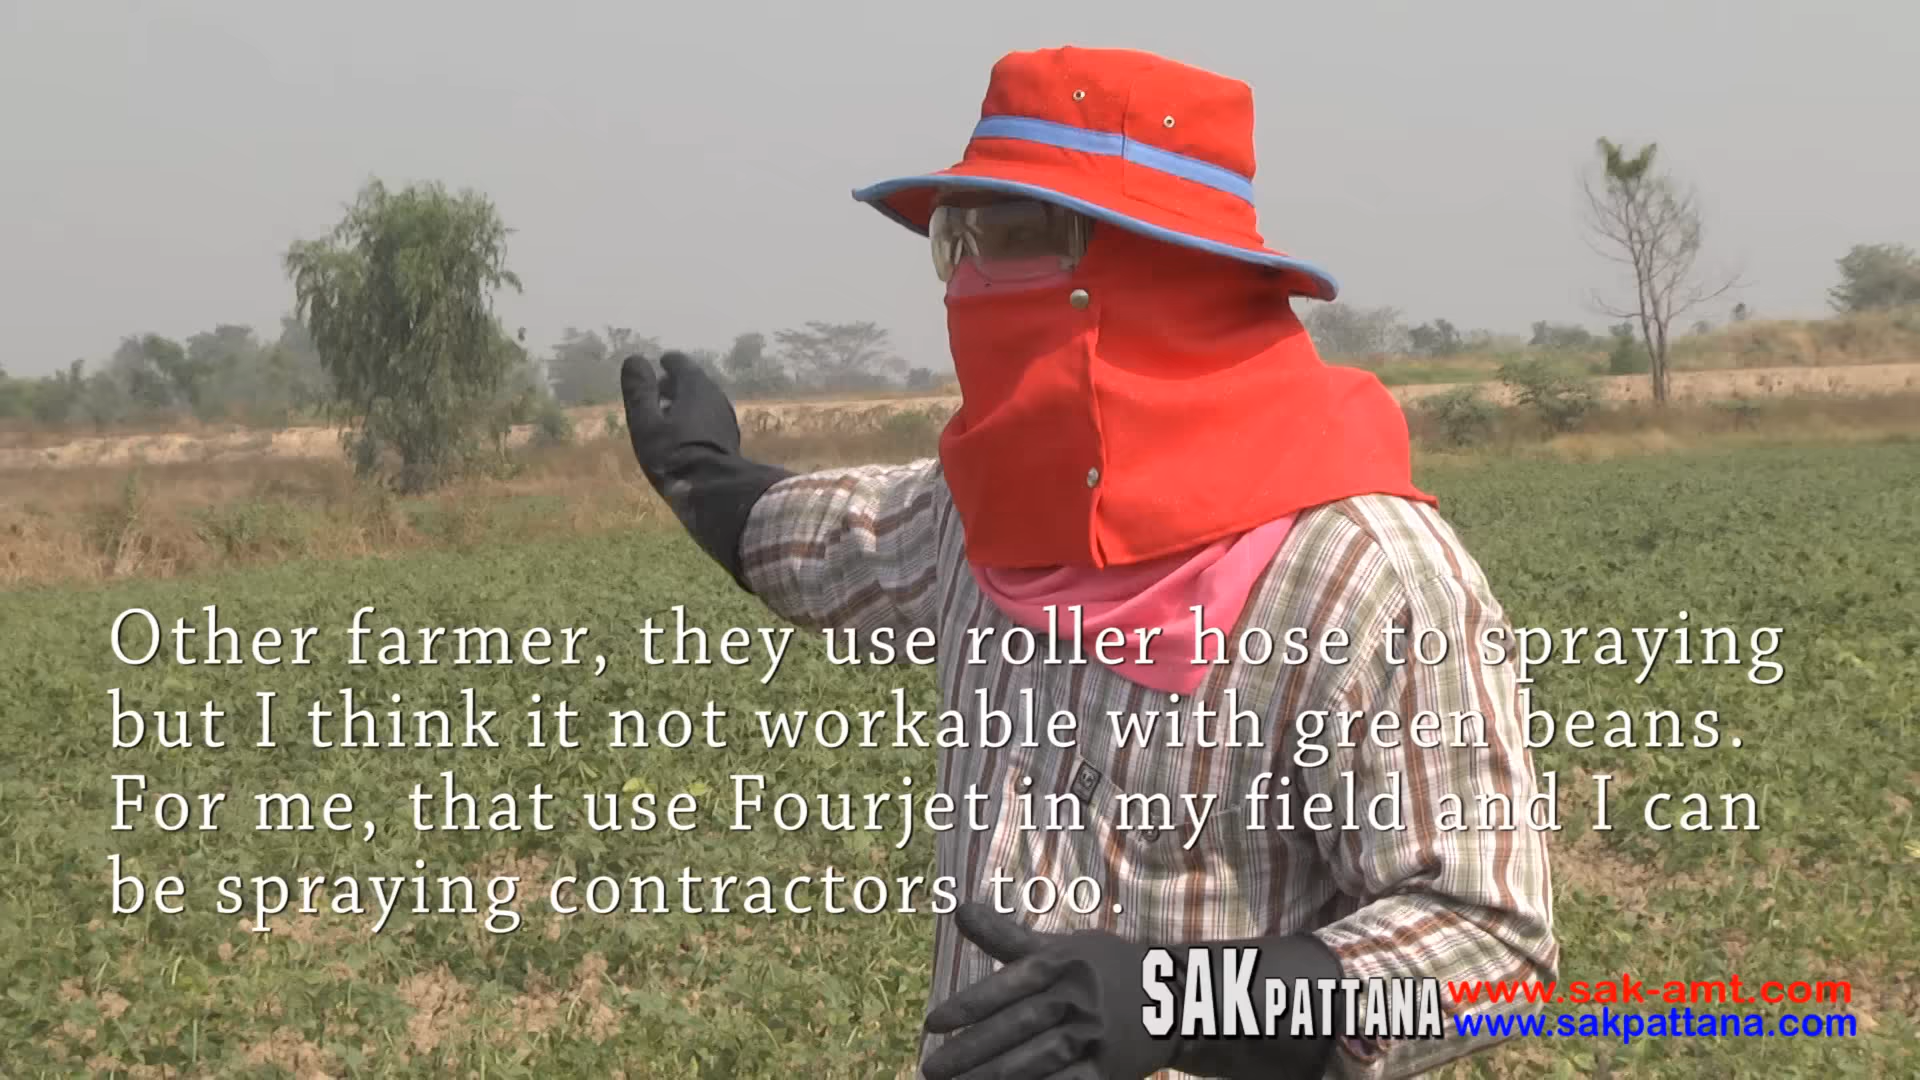 Other farmer, they use roller hose to spraying
but I think it not workable with green beans.
For me, that use Fourjet in my field and I can
be spraying contractors too.
SAKPATTANA
www.sak-amt.com
www.sakpattana.com